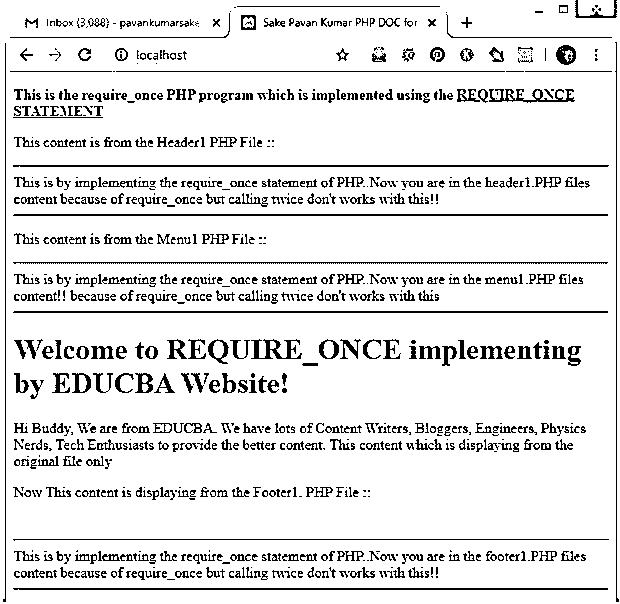 Inbox (3,088) - pavankumarsake
Sake Pavan Kumar PHP DOC for
localhost
This is the require_once PHP program which is implemented using the REQUIRE_ONCE
STATEMENT
This content is from the Header1 PHP File ::
This is by implementing the require_once statement of PHP..Now you are in the header1.PHP files
content because of require_once but calling twice don't works with this!!
This content is from the Menu1 PHP File ::
This is by implementing the require_once statement of PHP..Now you are in the menu1.PHP files
content!! because of require_once but calling twice don't works with this
Welcome to REQUIRE_ONCE implementing
by EDUCBA Website!
Hi Buddy, We are from EDUCBA. We have lots of Content Writers, Bloggers, Engineers, Physics
Nerds, Tech Enthusiasts to provide the better content. This content which is displaying from the
original file only
Now This content is displaying from the Footer1. PHP File ::
This is by implementing the require_once statement of PHP..Now you are in the footer1.PHP files
content because of require_once but calling twice don't works with this!!